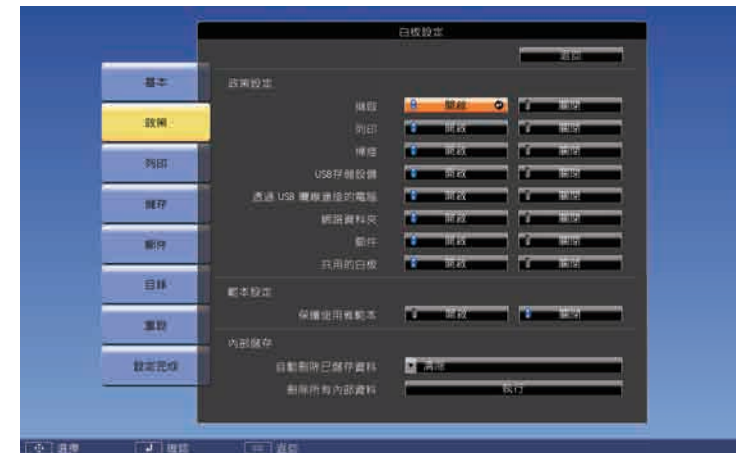 白板設定
返回
基本
政策
列印
儲存
郵件
目錄
重設
設定完成
政策設定
儲存 開啟 關閉
列印 開啟 關閉
掃描 開啟 關閉
USB存儲設備 開啟 關閉
透過 USB 纜線連接的電腦 開啟 關閉
網路資料夾 開啟 關閉
郵件 開啟 關閉
共用的白板 開啟 關閉
範本設定
保護使用者範本 開啟 關閉
內部儲存
自動刪除已儲存資料 清除
刪除所有內部資料 執行
選擇 確認 返回